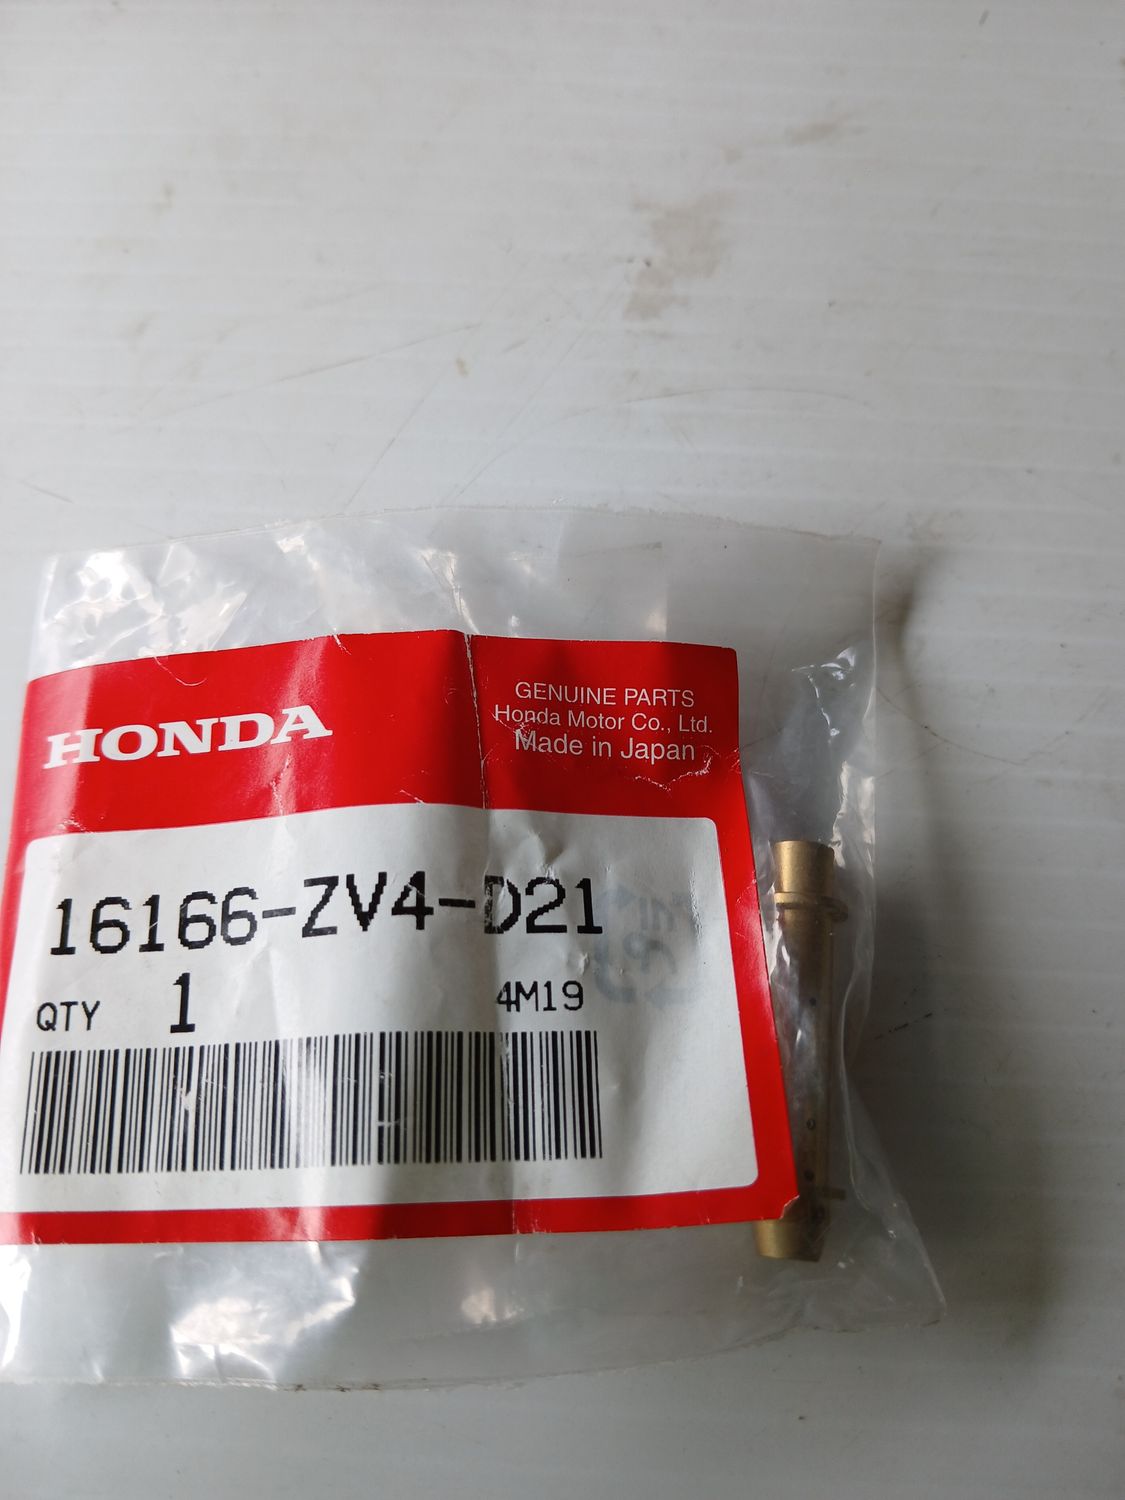 HONDA
GENUINE PARTS
Honda Motor Co., Ltd.
Made in Japan
16166-ZV4-D21
QTY 1 4M19